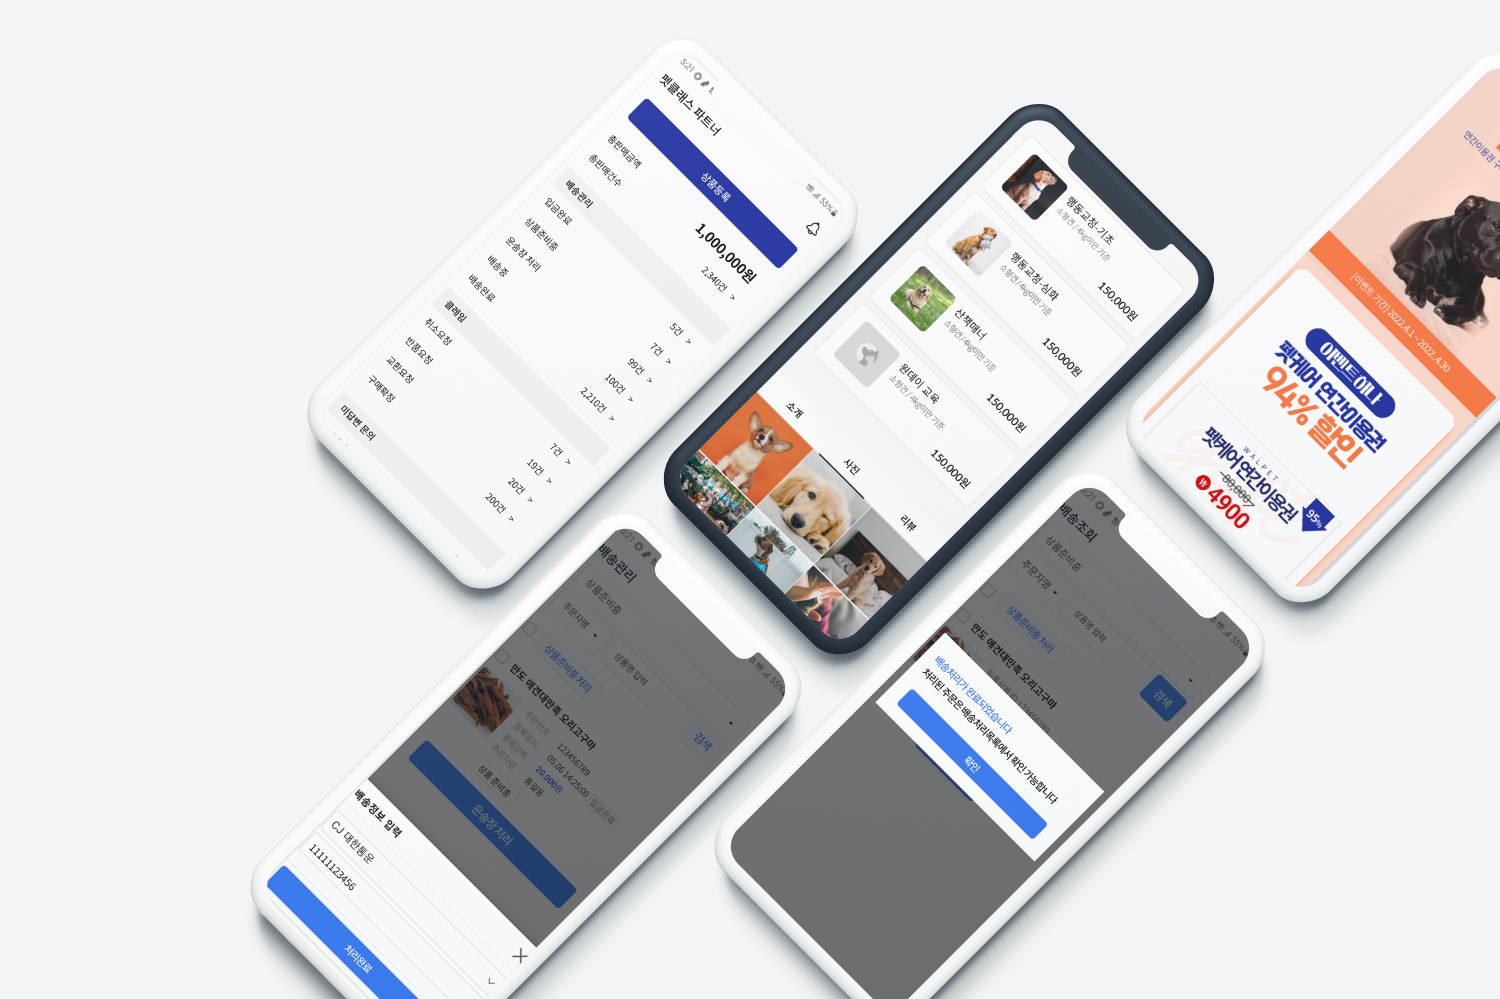 5:21
55%
펫클래스 파트너
상품등록
총판매금액
1,000,000원
총판매건수
2,340건 >
배송관리
입금완료
5건 >
상품준비중
7건 >
운송장 처리
99건 >
배송중
100건 >
배송완료
2,210건 >
클레임
취소요청
7건 >
반품요청
19건 >
교환요청
20건 >
구매확정
200건 >
미답변 문의
행동교정-기초
소형견 / 4kg미만 기준
150,000원
행동교정-심화
소형견 / 4kg미만 기준
150,000원
산책매너
소형견 / 4kg미만 기준
150,000원
원데이 교육
소형견 / 4kg미만 기준
150,000원
소개
사진
리뷰
연간이용권 구
[이벤트 기간] 2022.4.1 - 2022.4.30
이벤트 하나
펫케어 연간이용권
94% 할인!
WALPET
펫케어 연간이용권
80,000
₩4900
95%
5:21
55%
배송관리
상품준비중
주문자명
상품명 입력
검색
상품준비중 처리
만도 애견대만족 오리고구마
주문번호
123456789
결제일시
05.06 14:25:00
결제금액
20,000원
입금완료
주문자명
홍길동
상품 준비중
운송장 처리
배송정보 입력
CJ 대한통운
11111123456
처리완료
5:21
55%
배송조회
상품준비중
주문자명
상품명 입력
검색
상품준비중 처리
만도 애견대만족 오리고구마
배송처리가 완료되었습니다
처리된 주문은 배송처리목록에서 확인 가능합니다
확인